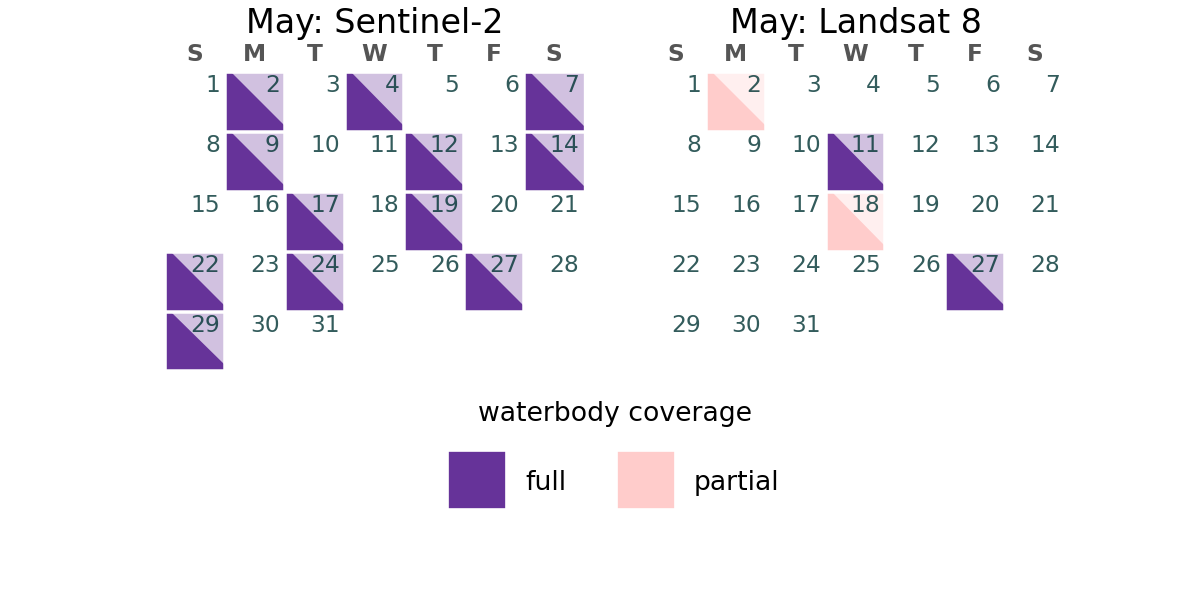 May: Sentinel-2
S M T W T F S
1 2 3 4 5 6 7
8 9 10 11 12 13 14
15 16 17 18 19 20 21
22 23 24 25 26 27 28
29 30 31
May: Landsat 8
S M T W T F S
1 2 3 4 5 6 7
8 9 10 11 12 13 14
15 16 17 18 19 20 21
22 23 24 25 26 27 28
29 30 31
waterbody coverage
full
partial